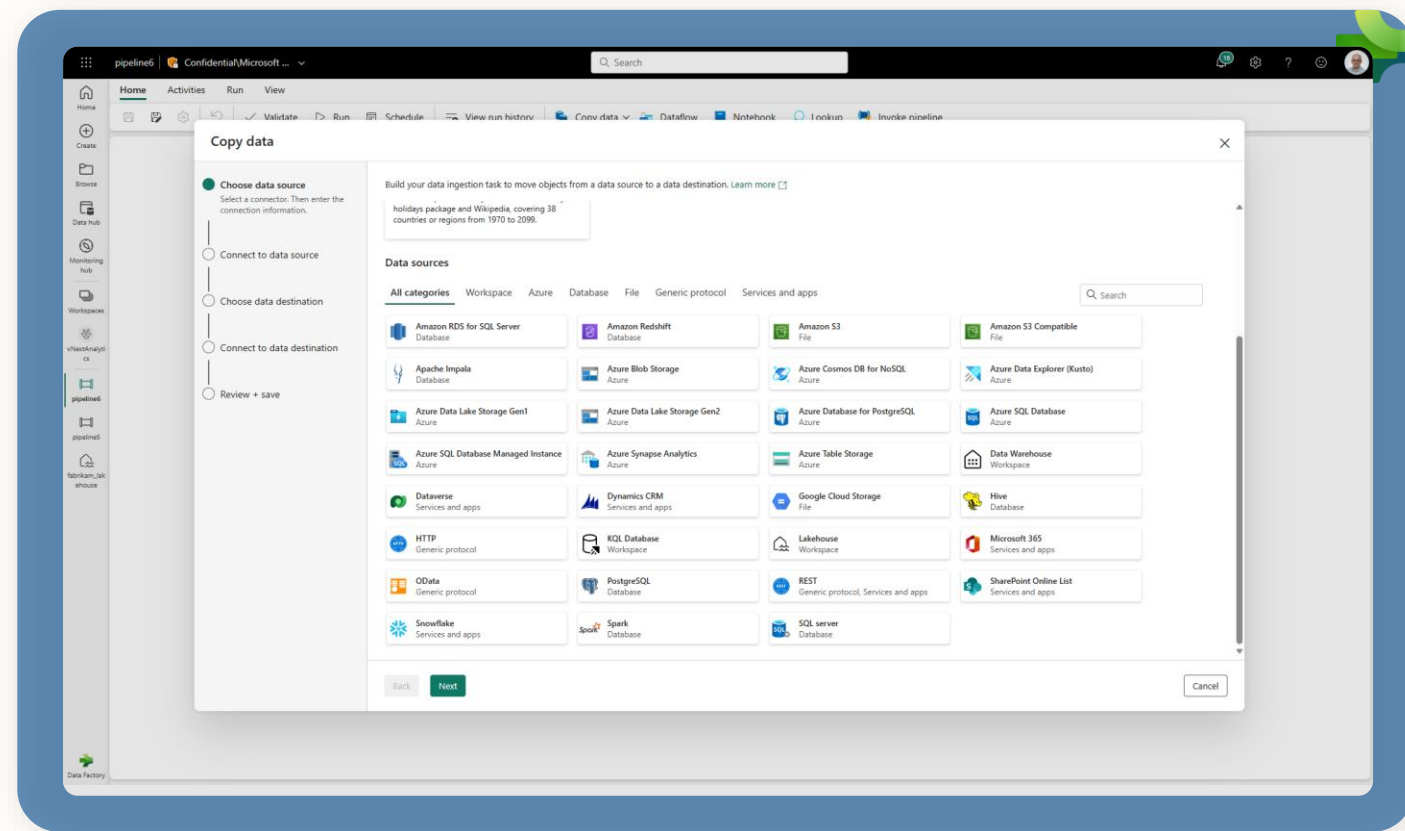 pipeline6
Confidential\Microsoft ...
Search
16
?
Home
Create
Browse
Data hub
Monitoring
hub
Workspaces
vNextAnalyti
cs
pipeline6
pipeline5
fabrikam_lak
ehouse
Data Factory
Home Activities Run View
Validate Run Schedule View run history Copy data Dataflow Notebook Lookup Invoke pipeline
Copy data
Choose data source
Select a connector. Then enter the
connection information.
Connect to data source
Choose data destination
Connect to data destination
Review + save
Build your data ingestion task to move objects from a data source to a data destination. Learn more
holidays package and Wikipedia, covering 38
countries or regions from 1970 to 2099.
Data sources
All categories Workspace Azure Database File Generic protocol Services and apps
Search
Amazon RDS for SQL Server
Database
Amazon Redshift
Database
Amazon S3
File
Amazon S3 Compatible
File
Apache Impala
Database
Azure Blob Storage
Azure
Azure Cosmos DB for NoSQL
Azure
Azure Data Explorer (Kusto)
Azure
Azure Data Lake Storage Gen1
Azure
Azure Data Lake Storage Gen2
Azure
Azure Database for PostgreSQL
Azure
SQL
Azure SQL Database
Azure
SQL
Azure SQL Database Managed Instance
Azure
Azure Synapse Analytics
Azure
Azure Table Storage
Azure
Data Warehouse
Workspace
Dataverse
Services and apps
Dynamics CRM
Services and apps
Google Cloud Storage
File
Hive
Database
HTTP
HTTP
Generic protocol
KQL Database
Workspace
Lakehouse
Workspace
Microsoft 365
Services and apps
OData
Generic protocol
PostgreSQL
Database
REST
REST
Generic protocol, Services and apps
S
SharePoint Online List
Services and apps
Snowflake
Services and apps
Spark
Spark
Database
SQL
SQL server
Database
Back
Next
Cancel